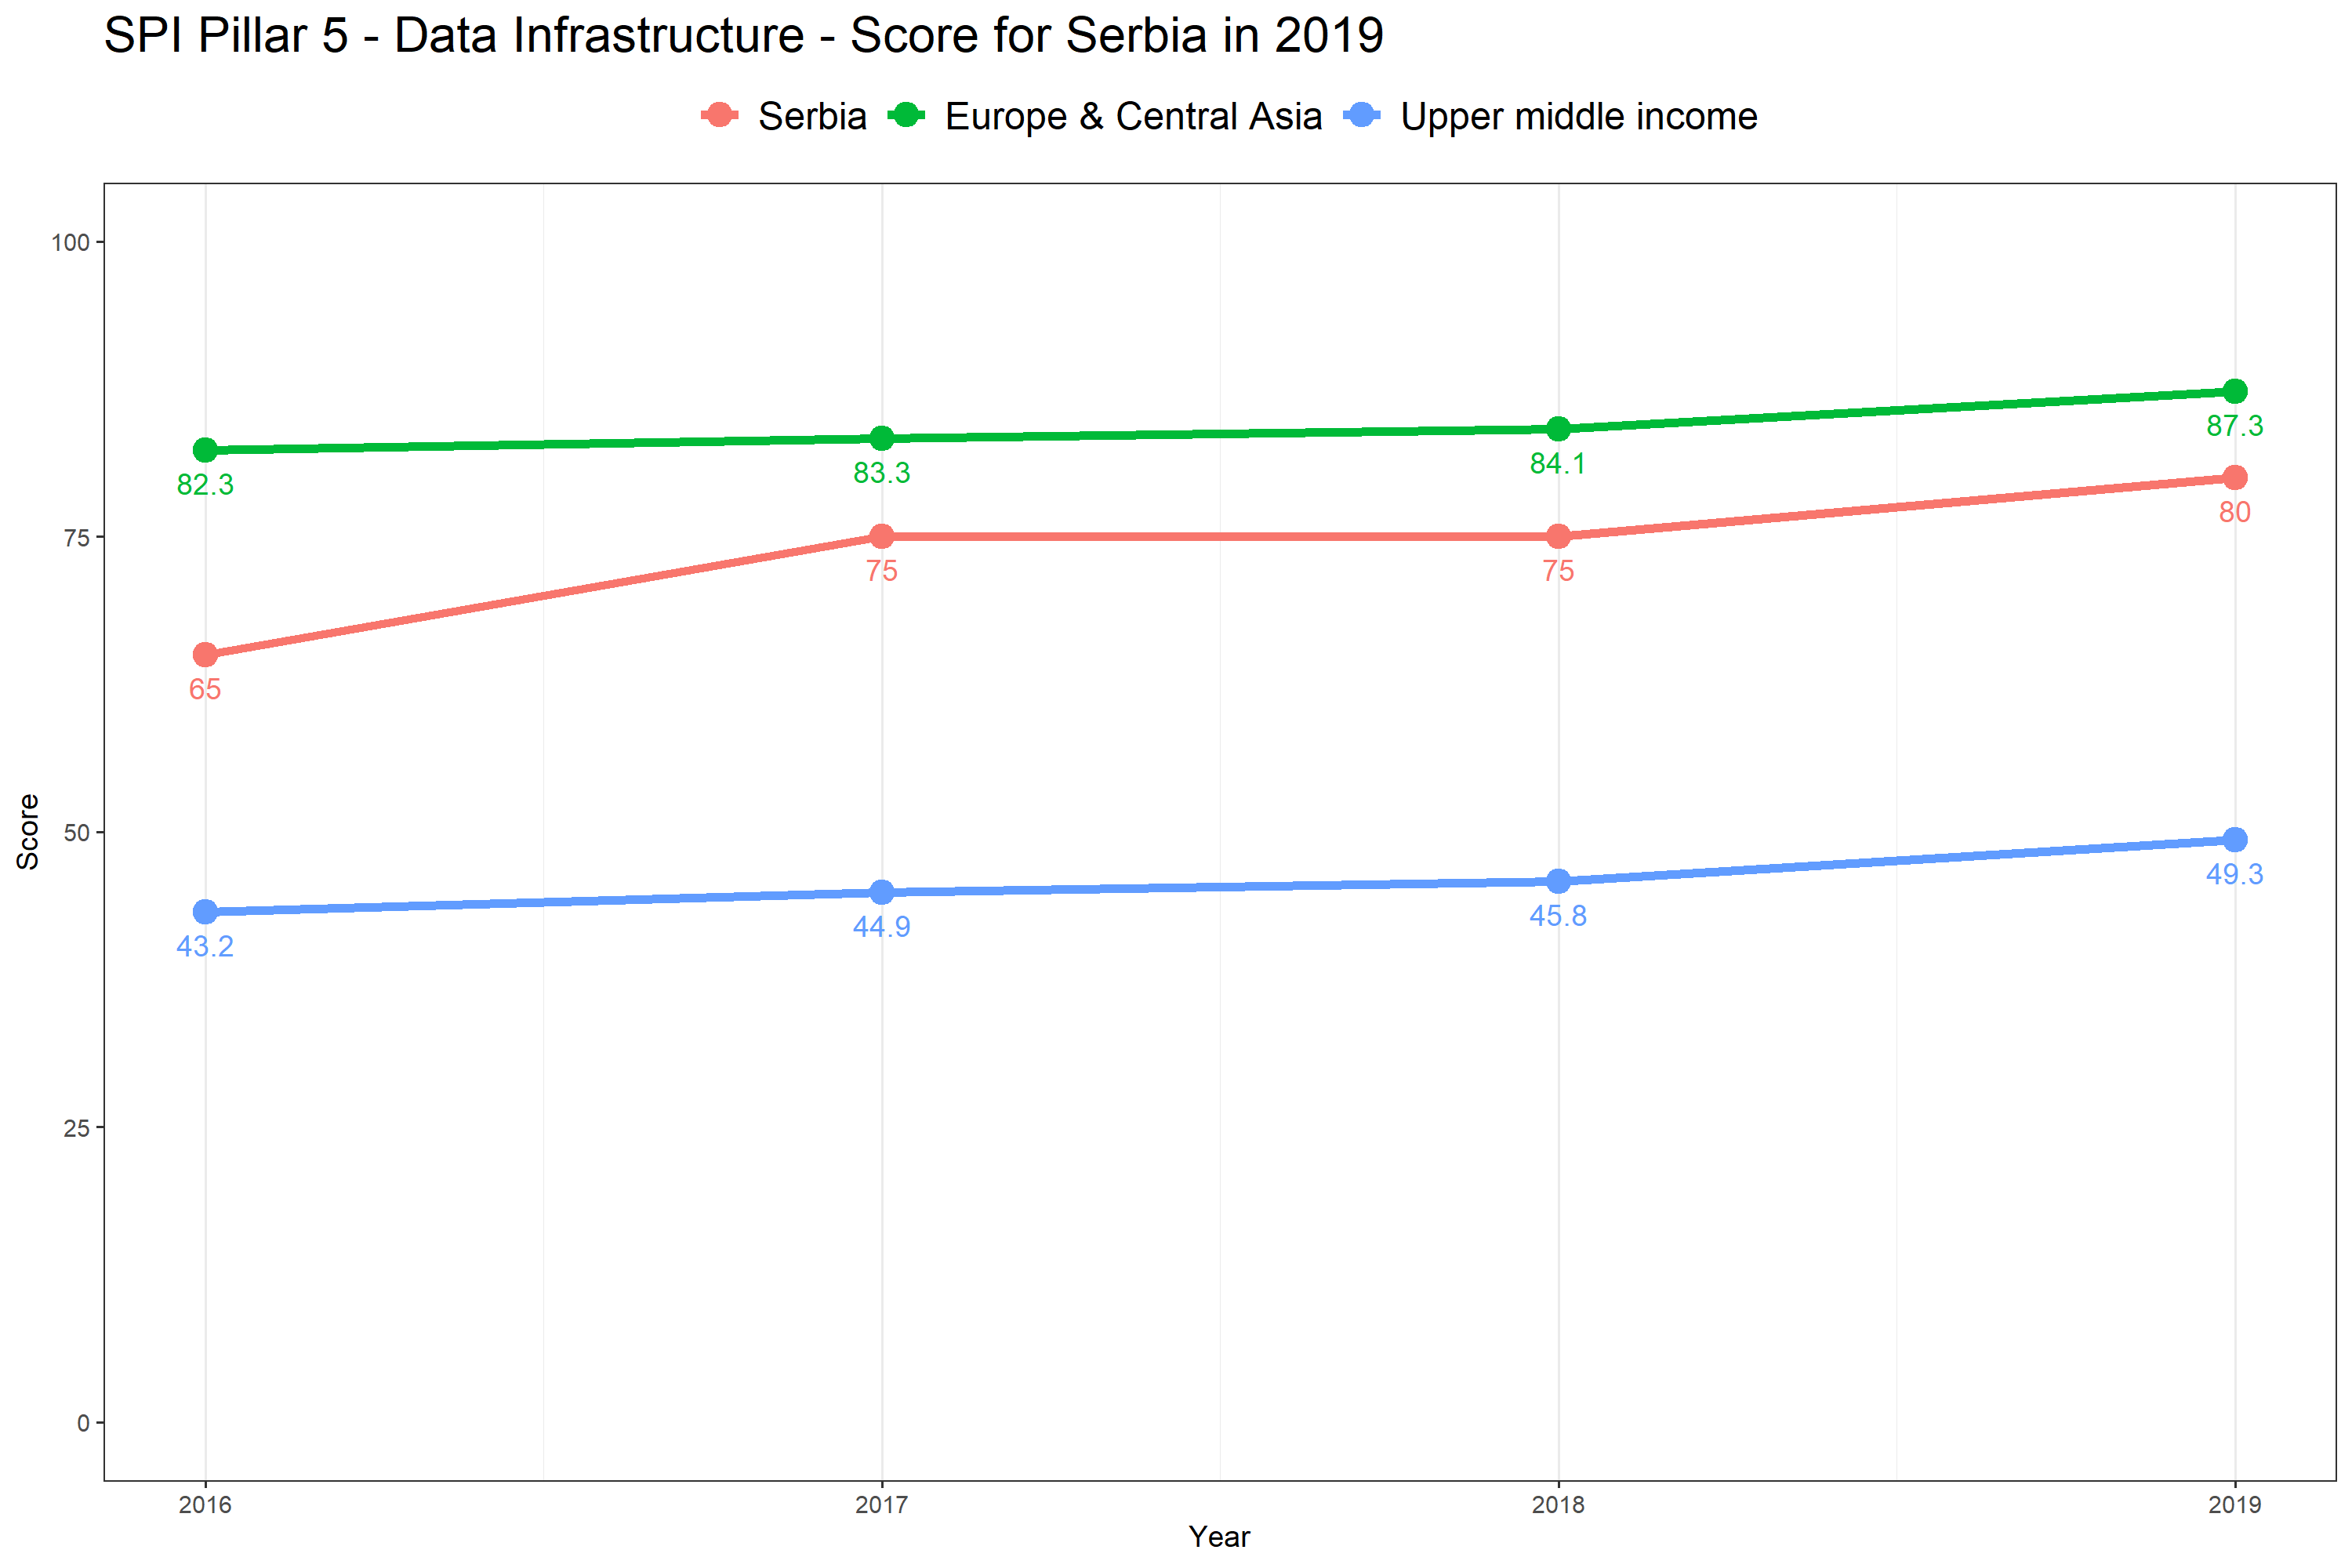 SPI Pillar 5 - Data Infrastructure - Score for Serbia in 2019
Serbia Europe & Central Asia Upper middle income
100
75
50
25
0
Score
82.3 83.3 84.1 87.3
65 75 75 80
43.2 44.9 45.8 49.3
2016 2017 2018 2019
Year